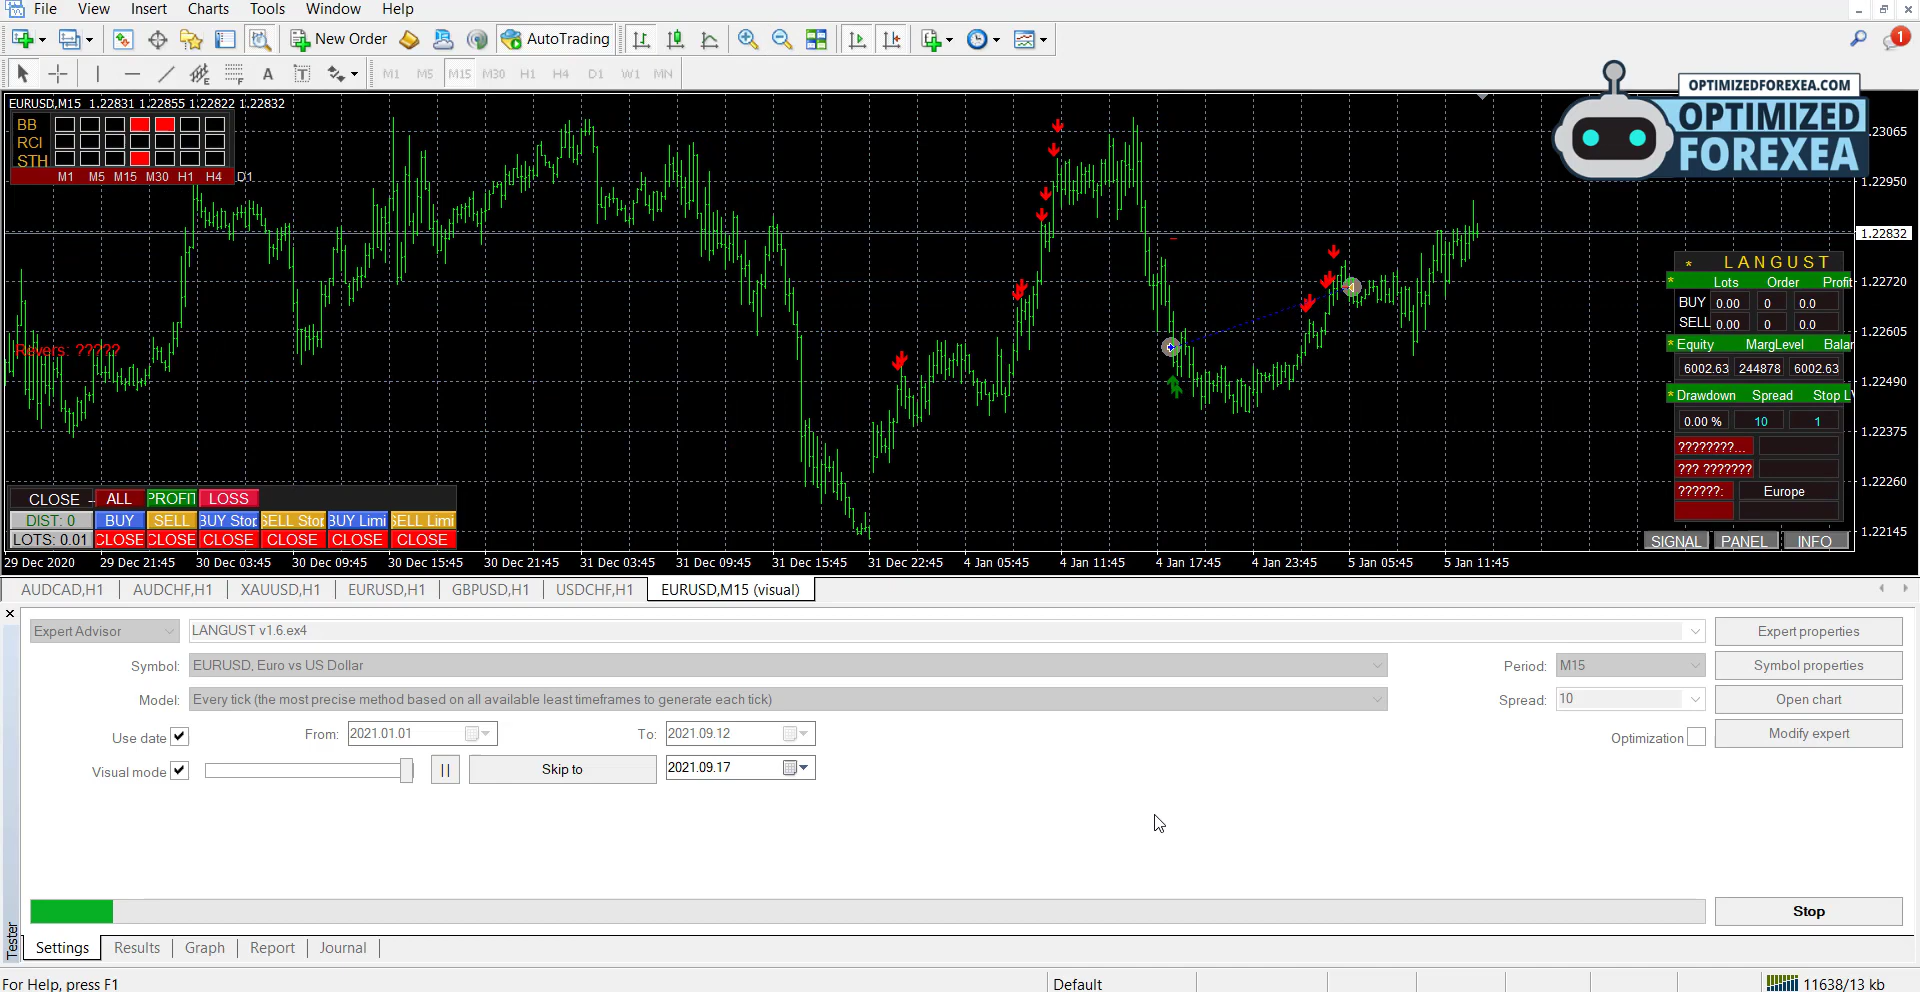 File View Insert Charts Tools Window Help
New Order AutoTrading 1
A T M1 M5 M15 M30 H1 H4 D1 W1 MN
OPTIMIZEDFOREXEA.COM
OPTIMIZED
FOREXEA
EURUSD,M15 1.22831 1.22855 1.22822 1.22832
BB
RCI
STH
M1 M5 M15 M30 H1 H4 D1
Revers: ?????
.23065
1.22950
1.22832
1.22720
1.22605
1.22490
1.22375
1.22260
1.22145
* LANGUST
* Lots Order Profit
BUY 0.00 0 0.0
SELL 0.00 0 0.0
* Equity MargLevel Balar
6002.63 244878 6002.63
* Drawdown Spread Stop LV
0.00 % 10 1
????????...
??? ???????
??????: Europe
SIGNAL PANEL INFO
CLOSE - ALL PROFIT LOSS
DIST: 0 BUY SELL BUY Stop SELL Stop BUY Limi SELL Limi
LOTS: 0.01 CLOSE CLOSE CLOSE CLOSE CLOSE CLOSE
29 Dec 2020 29 Dec 21:45 30 Dec 03:45 30 Dec 09:45 30 Dec 15:45 30 Dec 21:45 31 Dec 03:45 31 Dec 09:45 31 Dec 15:45 31 Dec 22:45 4 Jan 05:45 4 Jan 11:45 4 Jan 17:45 4 Jan 23:45 5 Jan 05:45 5 Jan 11:45
AUDCAD,H1 AUDCHF,H1 XAUUSD,H1 EURUSD,H1 GBPUSD,H1 USDCHF,H1 EURUSD,M15 (visual)
Expert Advisor LANGUST v1.6.ex4 Expert properties
Symbol: EURUSD, Euro vs US Dollar Period: M15 Symbol properties
Model: Every tick (the most precise method based on all available least timeframes to generate each tick) Spread: 10 Open chart
Use date From: 2021.01.01 To: 2021.09.12 Optimization Modify expert
Visual mode Skip to 2021.09.17
Stop
Tester
Settings Results Graph Report Journal
For Help, press F1 Default 11638/13 kb